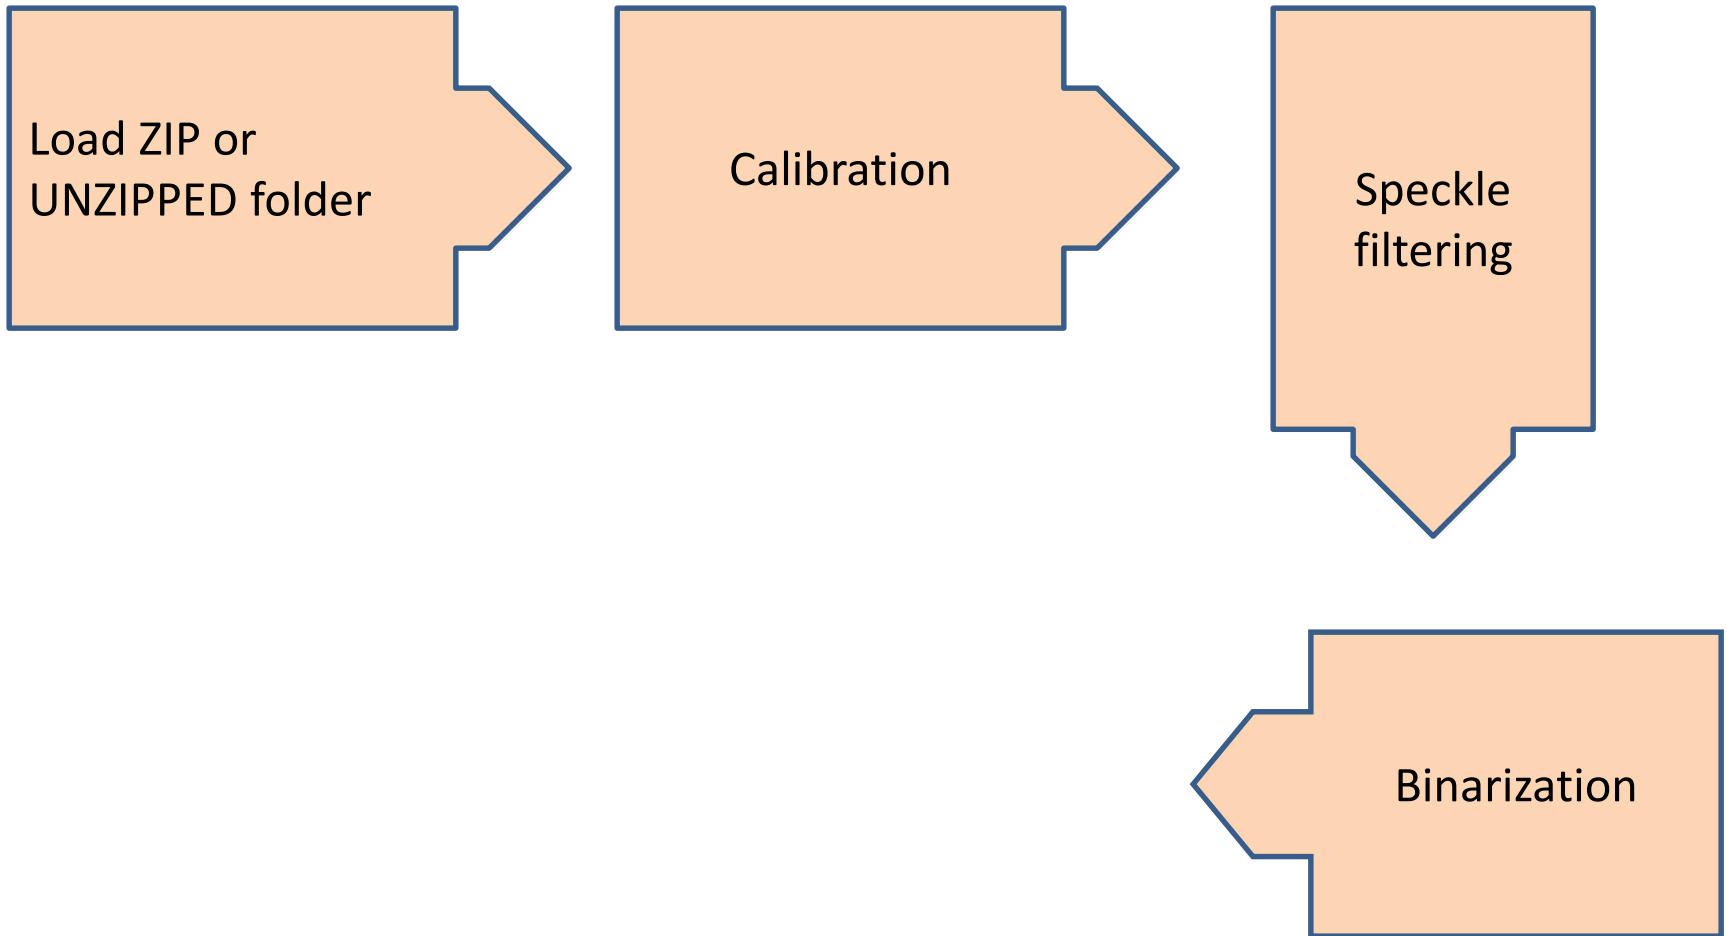 Load ZIP or
UNZIPPED folder
Calibration
Speckle
filtering
Binarization